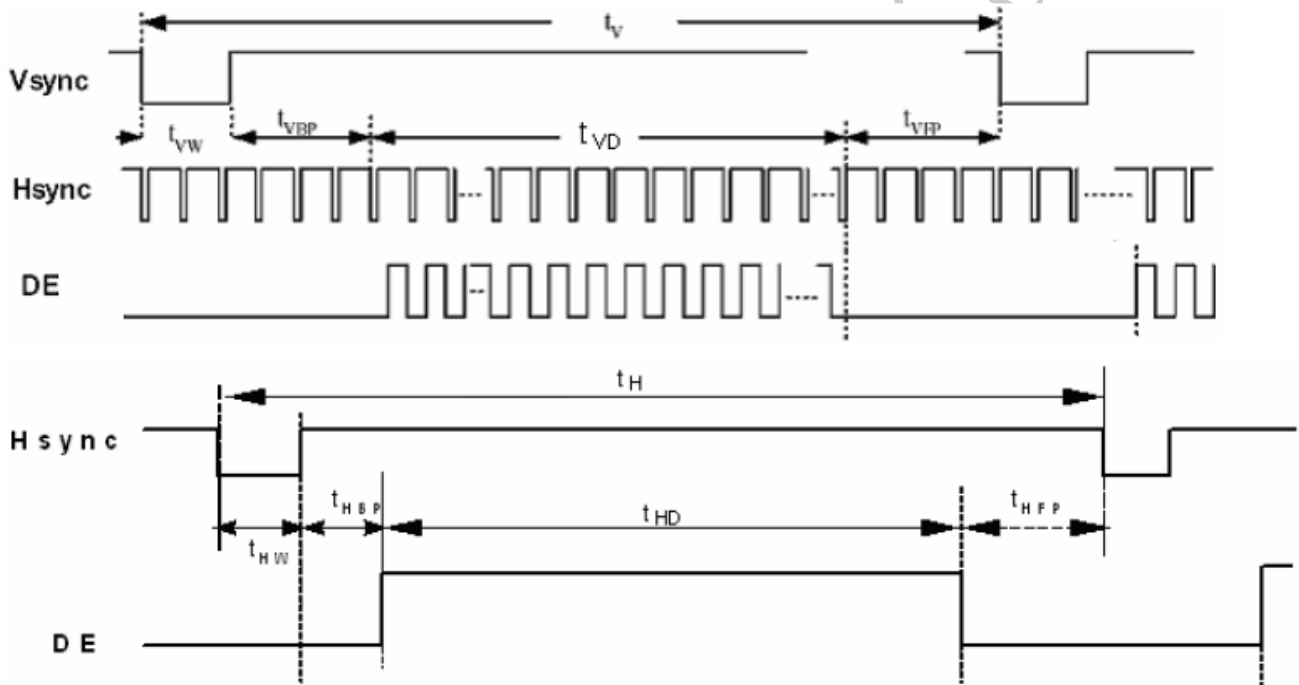 tV
Vsync
tVW tVBP tVD tVFP
Hsync
DE
tH
Hsync
tHBP tHD tHFP
tHW
DE